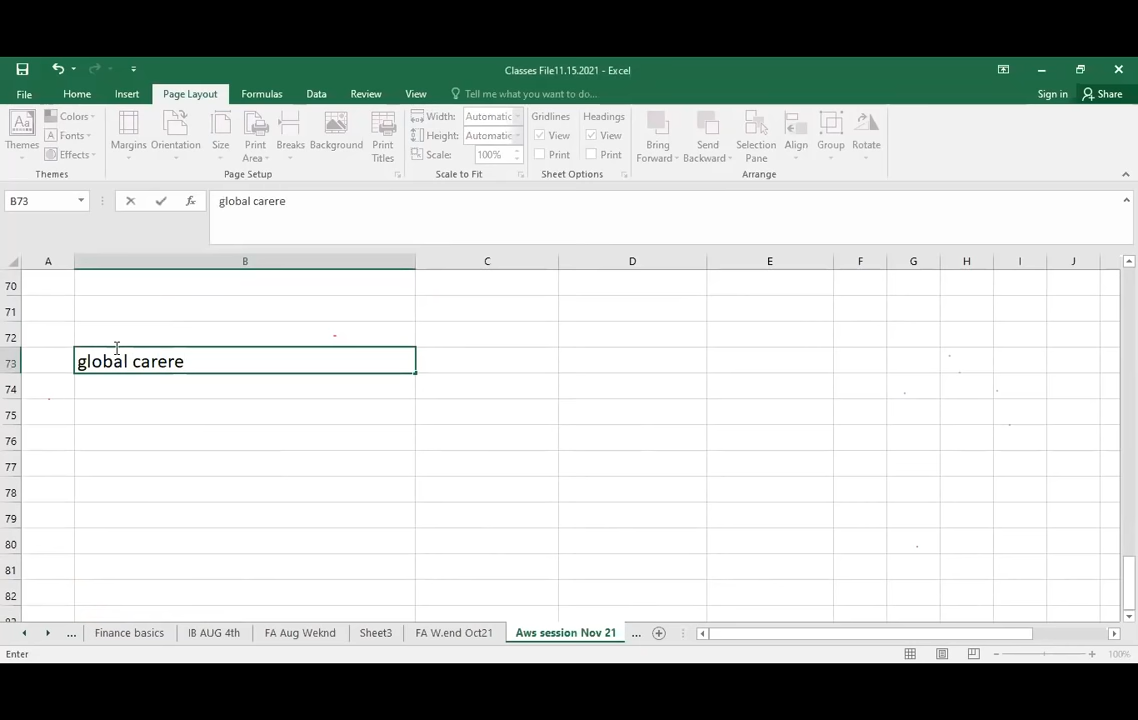 Classes File11.15.2021 - Excel
File Home Insert Page Layout Formulas Data Review View Tell me what you want to do... Sign in Share
Themes Colors Fonts Effects
Themes
Margins Orientation Size Print Area Breaks Background Print Titles
Page Setup
Width: Automatic
Height: Automatic
Scale: 100%
Scale to Fit
Gridlines View Print
Headings View Print
Sheet Options
Bring Forward Send Backward Selection Pane Align Group Rotate
Arrange
B73 fx global carere
A B C D E F G H I J
70
71
72
73 global carere
74
75
76
77
78
79
80
81
82
... Finance basics IB AUG 4th FA Aug Weknd Sheet3 FA W.end Oct21 Aws session Nov 21 ...
Enter 100%